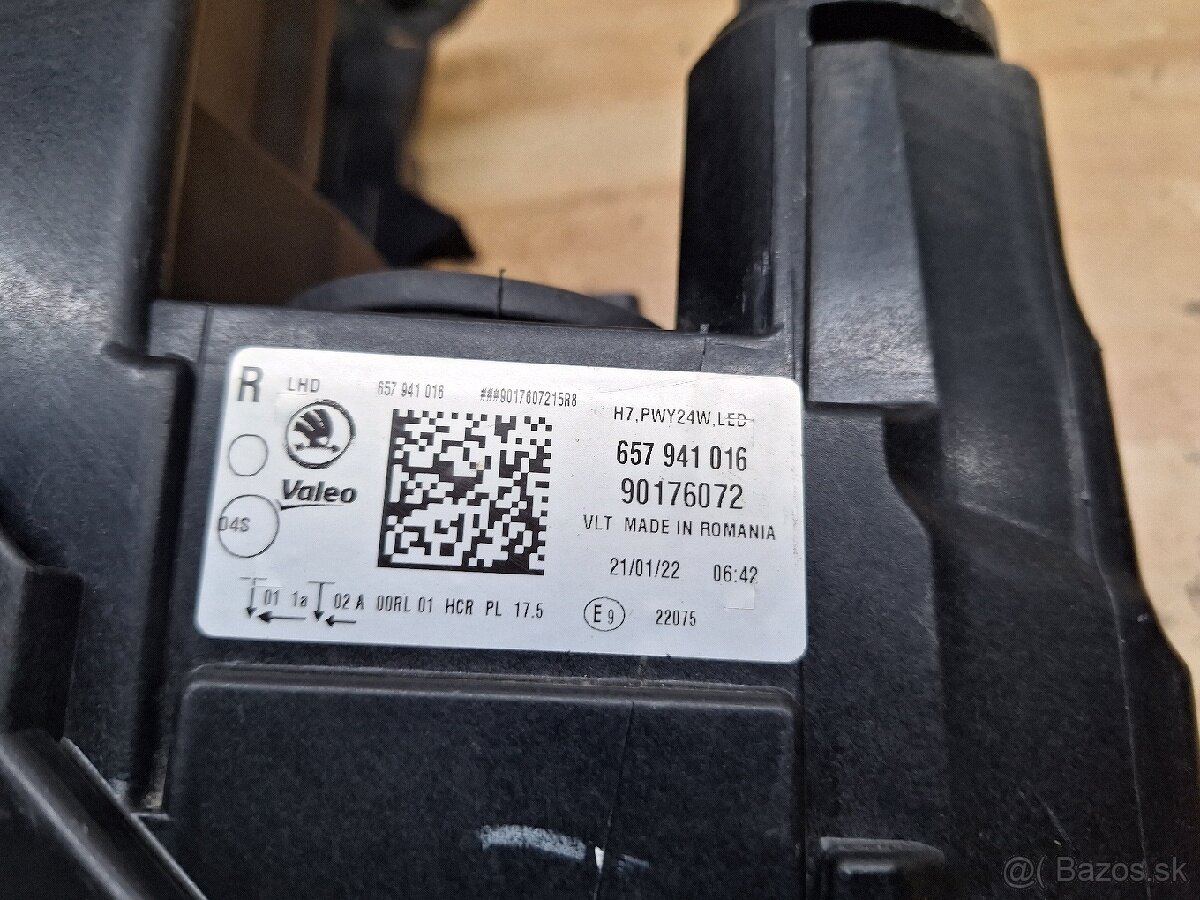 R LHD 657 941 016 ###9017607215R8 H7,PWY24W,LED
657 941 016
Valeo 90176072
04S VLT MADE IN ROMANIA
21/01/22 06:42
01 1a 02 A 00RL 01 HCR PL 17.5 E9 22075
@( Bazos.sk